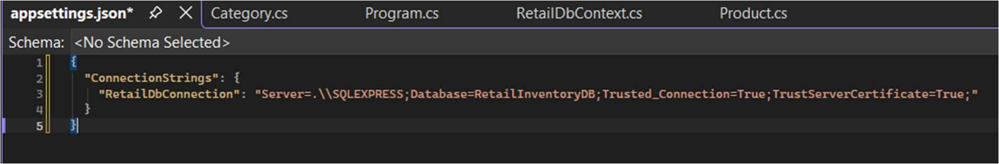 appsettings.json* Category.cs Program.cs RetailDbContext.cs Product.cs
Schema: <No Schema Selected>
1 {
2 "ConnectionStrings": {
3 "RetailDbConnection": "Server=.\\SQLEXPRESS;Database=RetailInventoryDB;Trusted_Connection=True;TrustServerCertificate=True;"
4 }
5 }